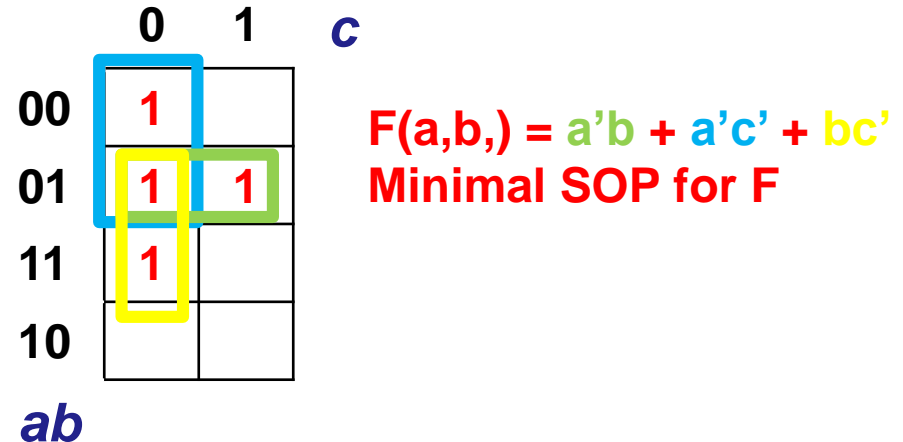 0 1 c
00 1
F(a,b,) = a’b + a’c’ + bc’
01 1 1
Minimal SOP for F
11 1
10
ab